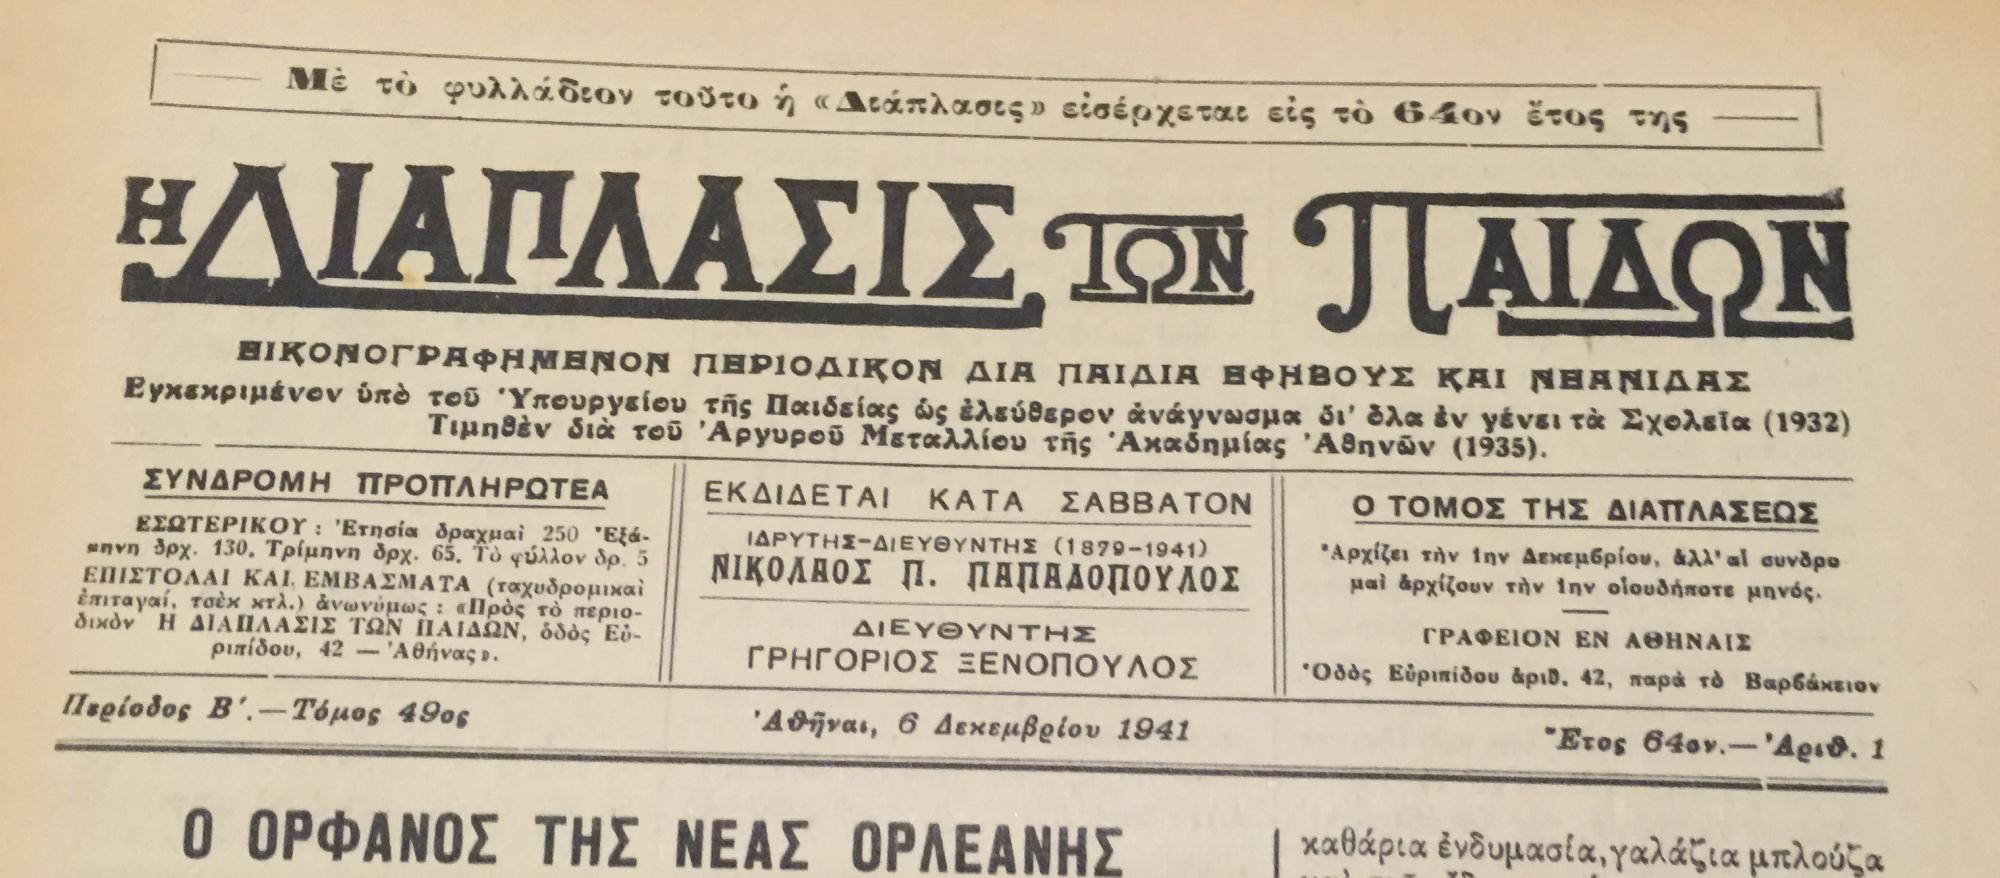 Μὲ τὸ φυλλάδιον τοῦτο ἡ «Διάπλασις» εἰσέρχεται εἰς τὸ 64ον ἔτος της
Η ΔΙΑΠΛΑΣΙΣ ΤΩΝ ΠΑΙΔΩΝ
ΕΙΚΟΝΟΓΡΑΦΗΜΕΝΟΝ ΠΕΡΙΟΔΙΚΟΝ ΔΙΑ ΠΑΙΔΙΑ ΕΦΗΒΟΥΣ ΚΑΙ ΝΕΑΝΙΔΑΣ
Εγκεκριμένον ὑπὸ τοῦ Ὑπουργείου τῆς Παιδείας ὡς ἐλεύθερον ἀνάγνωσμα δι' ὅλα ἐν γένει τὰ Σχολεῖα (1932)
Τιμηθὲν διὰ τοῦ Ἀργυροῦ Μεταλλίου τῆς Ἀκαδημίας Ἀθηνῶν (1935).
ΣΥΝΔΡΟΜΗ ΠΡΟΠΛΗΡΩΤΕΑ
ΕΣΩΤΕΡΙΚΟΥ : Ἐτησία δραχμαὶ 250 Ἑξά-
μηνη δρχ. 130. Τρίμηνη δρχ. 65. Τὸ φύλλον δρ. 5
ΕΠΙΣΤΟΛΑΙ ΚΑΙ ΕΜΒΑΣΜΑΤΑ (ταχυδρομικαὶ
ἐπιταγαί, τσὲκ κτλ.) ἀνωνύμως : «Πρὸς τὸ περιο-
δικὸν Η ΔΙΑΠΛΑΣΙΣ ΤΩΝ ΠΑΙΔΩΝ, ὁδὸς Εὐ-
ριπίδου, 42 — Ἀθήνας».
ΕΚΔΙΔΕΤΑΙ ΚΑΤΑ ΣΑΒΒΑΤΟΝ
ΙΔΡΥΤΗΣ-ΔΙΕΥΘΥΝΤΗΣ (1879-1941)
ΝΙΚΟΛΑΟΣ Π. ΠΑΠΑΔΟΠΟΥΛΟΣ
ΔΙΕΥΘΥΝΤΗΣ
ΓΡΗΓΟΡΙΟΣ ΞΕΝΟΠΟΥΛΟΣ
Ο ΤΟΜΟΣ ΤΗΣ ΔΙΑΠΛΑΣΕΩΣ
Ἀρχίζει τὴν 1ην Δεκεμβρίου, ἀλλ' αἱ συνδρο
μαὶ ἀρχίζουν τὴν 1ην οἱουδήποτε μηνός.
ΓΡΑΦΕΙΟΝ ΕΝ ΑΘΗΝΑΙΣ
Ὁδὸς Εὐριπίδου ἀριθ. 42, παρὰ τὸ Βαρβάκειον
Περίοδος Β΄.—Τόμος 49ος
Ἀθῆναι, 6 Δεκεμβρίου 1941
Ἔτος 64ον.—Ἀριθ. 1
Ο ΟΡΦΑΝΟΣ ΤΗΣ ΝΕΑΣ ΟΡΛΕΑΝΗΣ
καθάρια ἐνδυμασία, γαλάζια μπλούζα